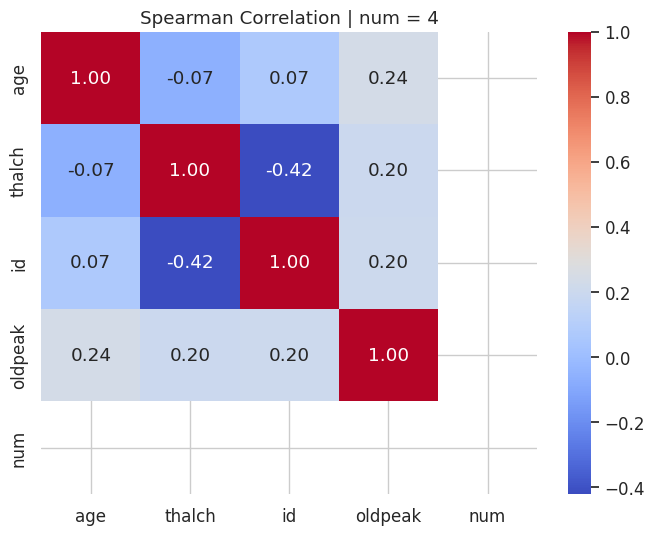 Spearman Correlation | num = 4
age 1.00 -0.07 0.07 0.24
thalch -0.07 1.00 -0.42 0.20
id 0.07 -0.42 1.00 0.20
oldpeak 0.24 0.20 0.20 1.00
num
age thalch id oldpeak num
1.0
0.8
0.6
0.4
0.2
0.0
−0.2
−0.4